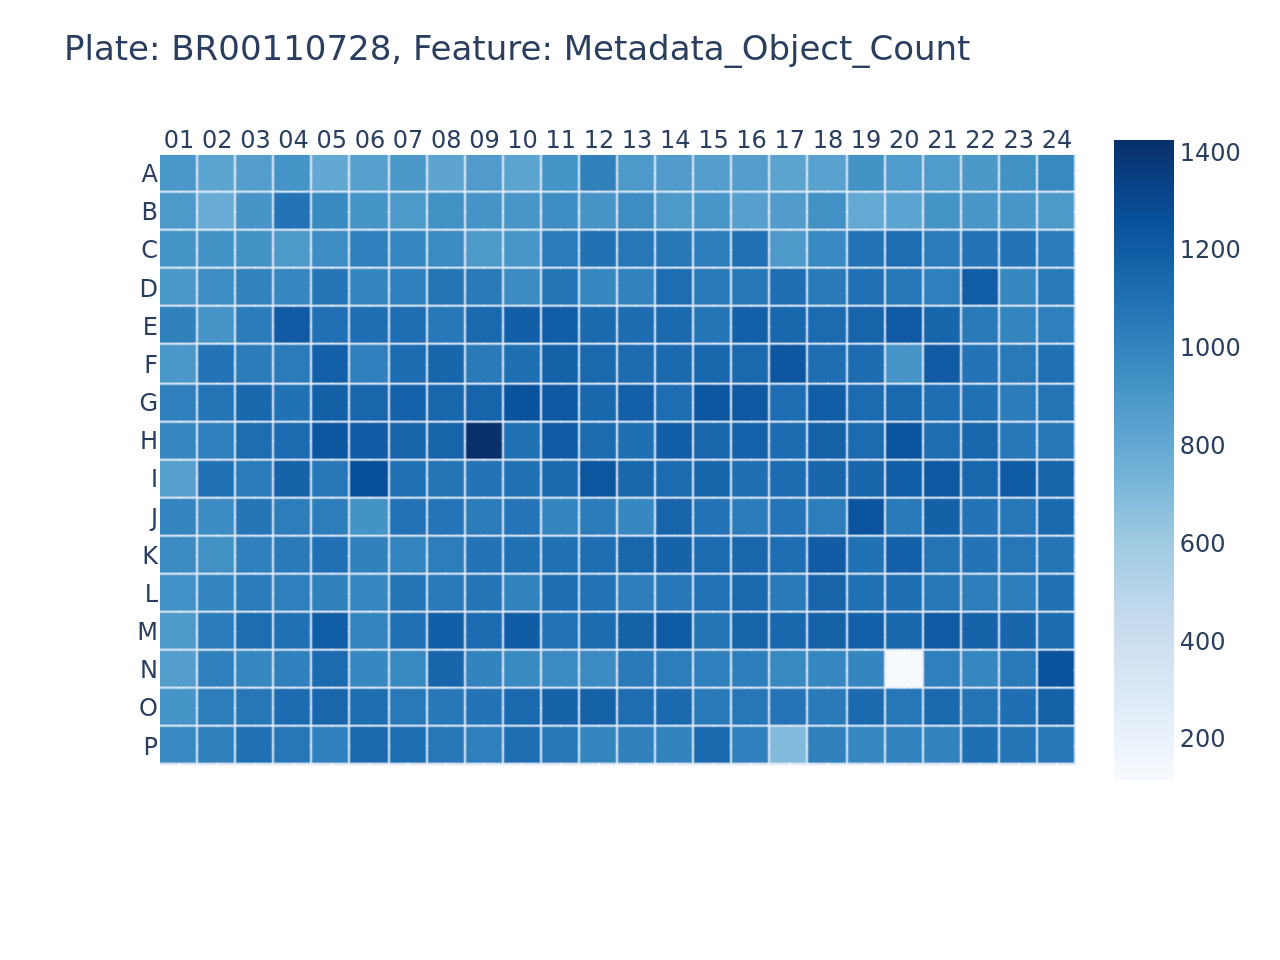 Plate: BR00110728, Feature: Metadata_Object_Count
01 02 03 04 05 06 07 08 09 10 11 12 13 14 15 16 17 18 19 20 21 22 23 24
A
B
C
D
E
F
G
H
I
J
K
L
M
N
O
P
1400
1200
1000
800
600
400
200